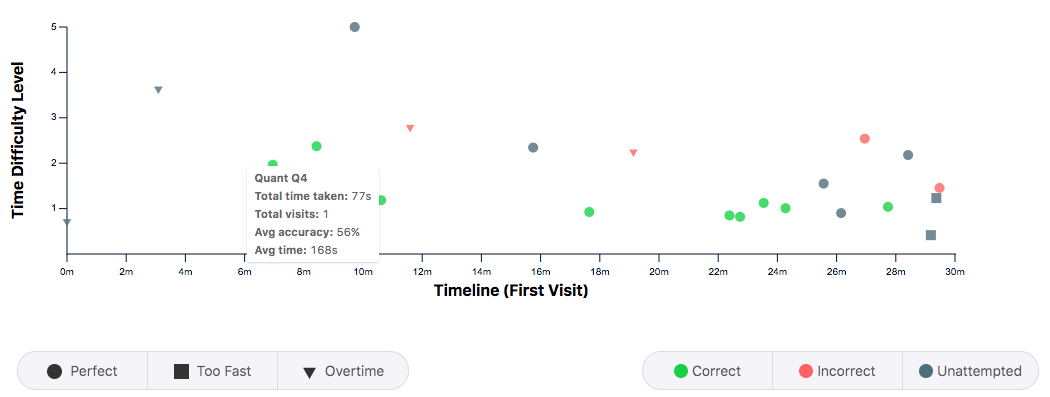 5
4
3
2
1
Time Difficulty Level
Quant Q4
Total time taken: 77s
Total visits: 1
Avg accuracy: 56%
Avg time: 168s
0m 2m 4m 6m 8m 10m 12m 14m 16m 18m 20m 22m 24m 26m 28m 30m
Timeline (First Visit)
Perfect Too Fast Overtime Correct Incorrect Unattempted